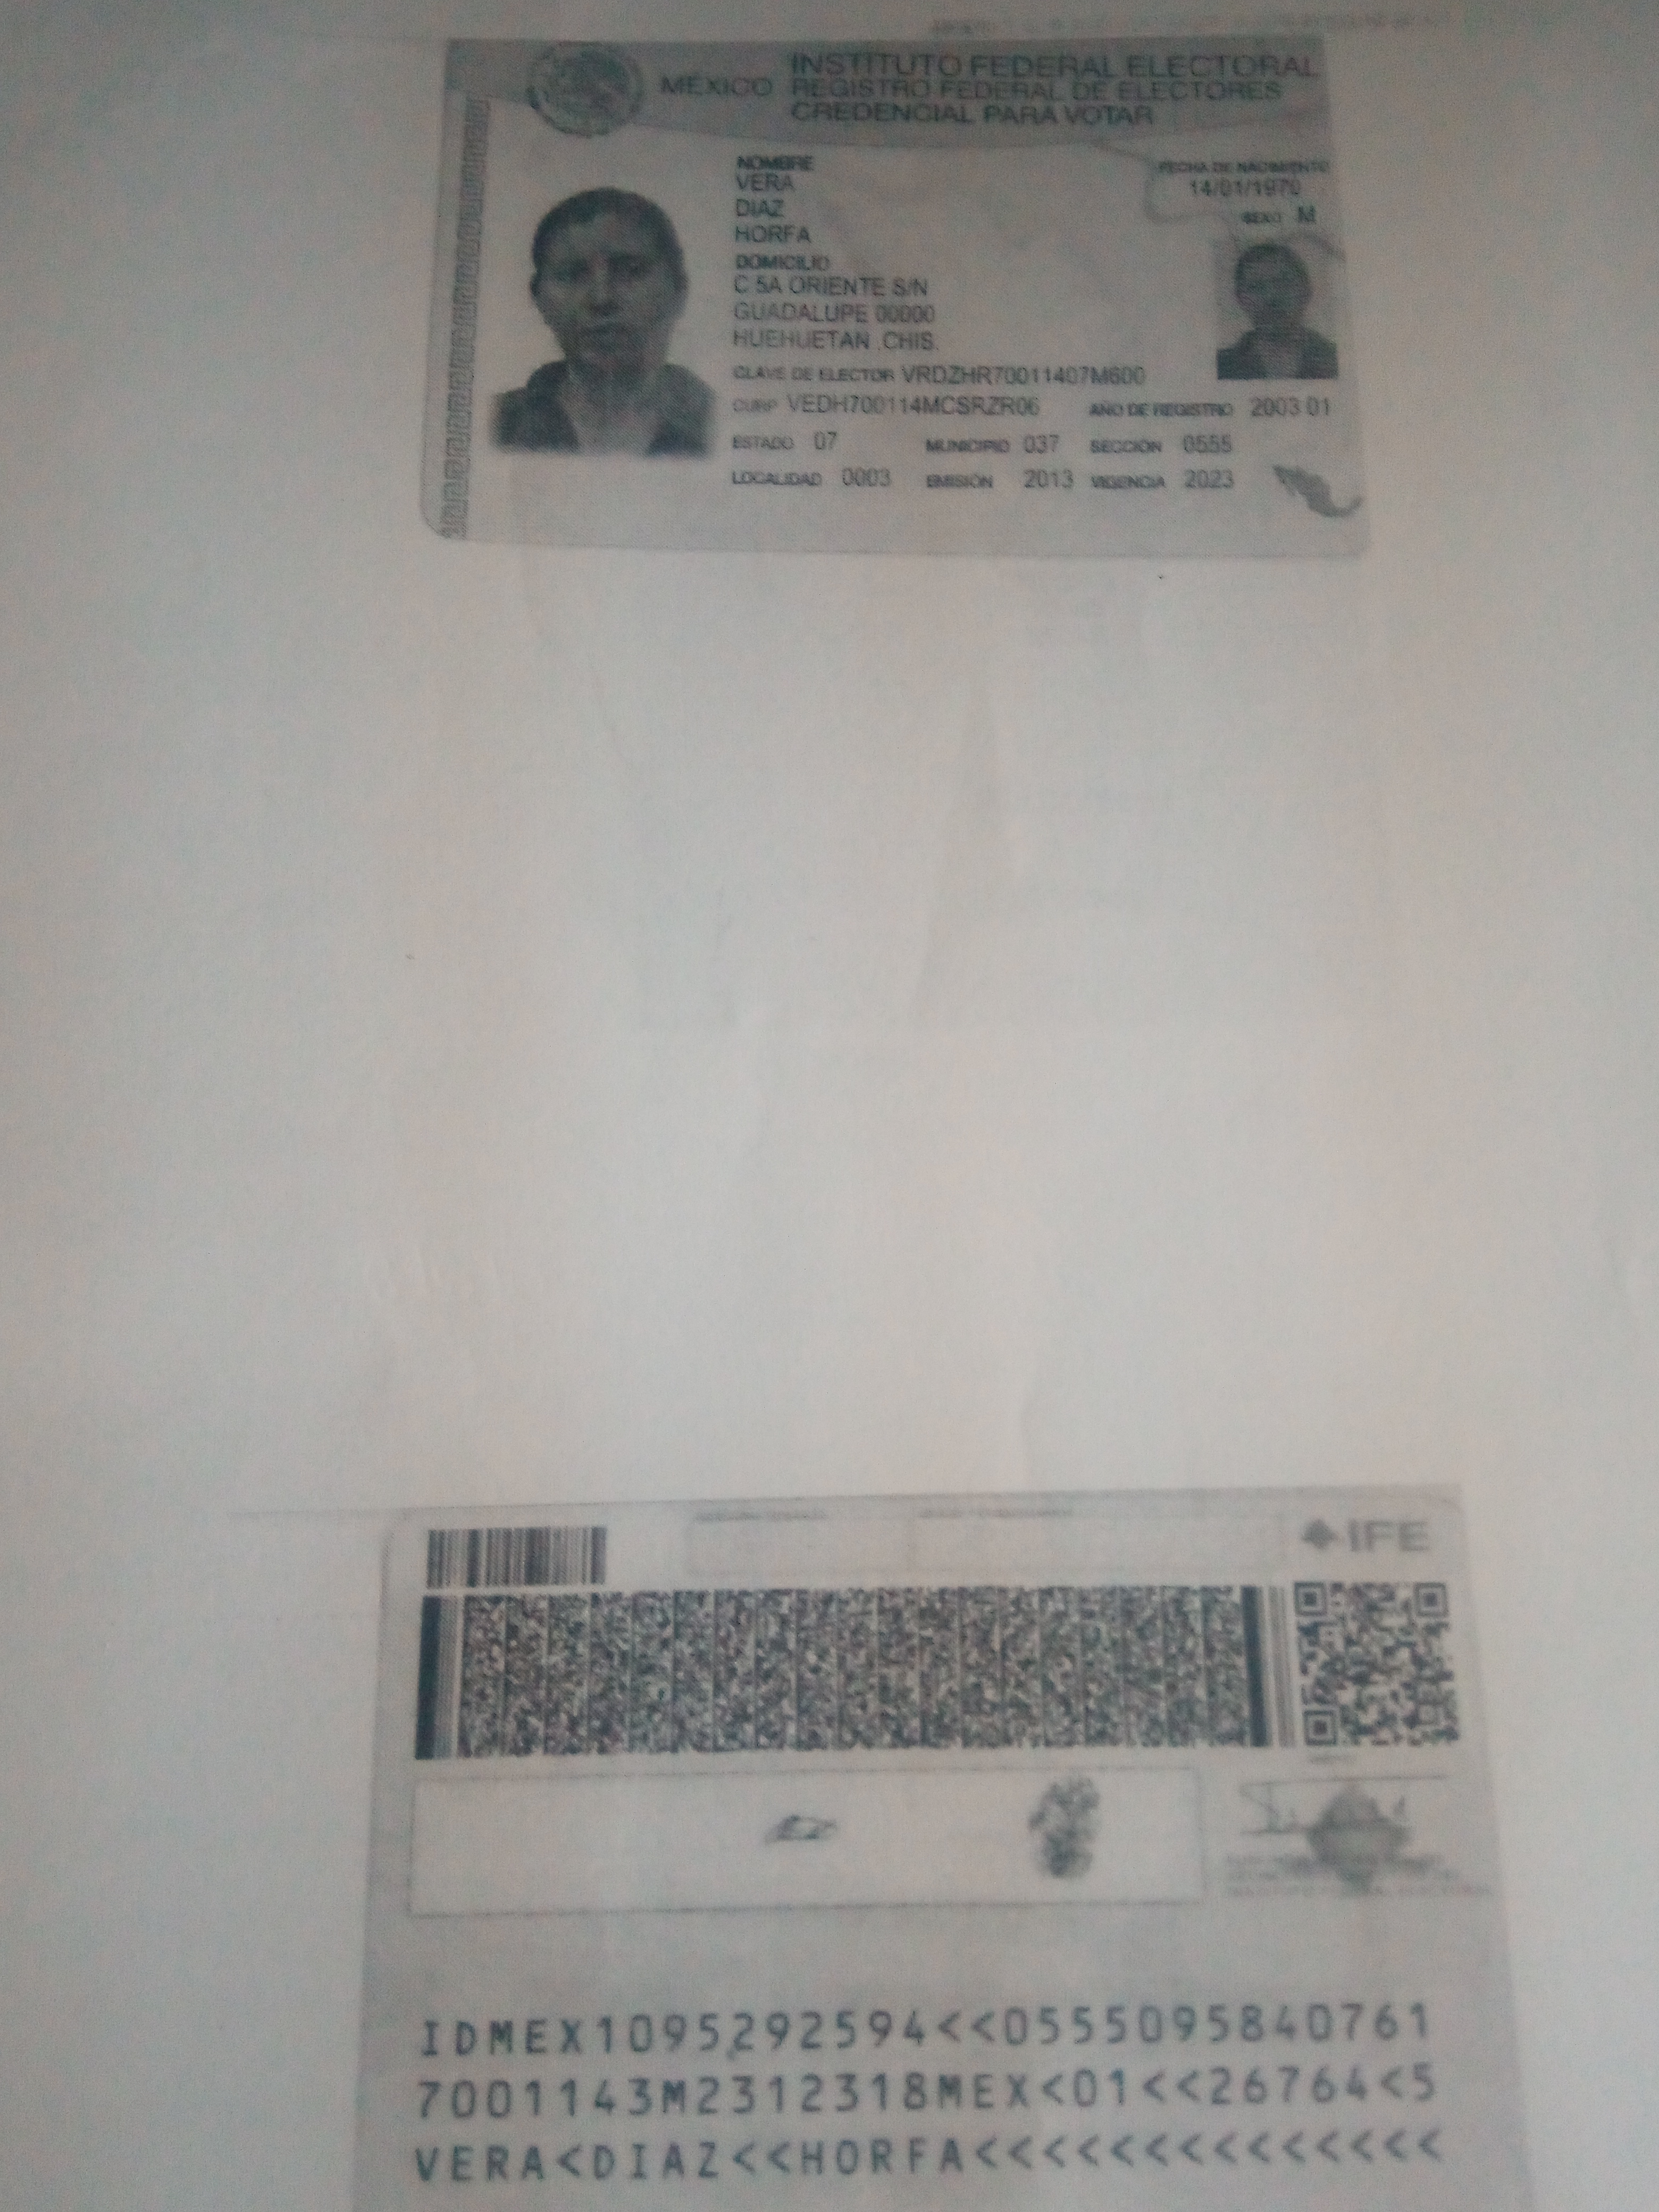 MEXICO
INSTITUTO FEDERAL ELECTORAL
REGISTRO FEDERAL DE ELECTORES
CREDENCIAL PARA VOTAR
NOMBRE
VERA
DIAZ
HORFA
FECHA DE NACIMIENTO
14/01/1970
SEXO M
DOMICILIO
C 5A ORIENTE S/N
GUADALUPE 00000
HUEHUETAN ,CHIS.
CLAVE DE ELECTOR VRDZHR70011407M600
CURP VEDH700114MCSRZR06 AÑO DE REGISTRO 2003 01
ESTADO 07 MUNICIPIO 037 SECCIÓN 0555
LOCALIDAD 0003 EMISIÓN 2013 VIGENCIA 2023
IFE
IDMEX1095292594<<0555095840761
7001143M2312318MEX<01<<26764<5
VERA<DIAZ<<HORFA<<<<<<<<<<<<<<